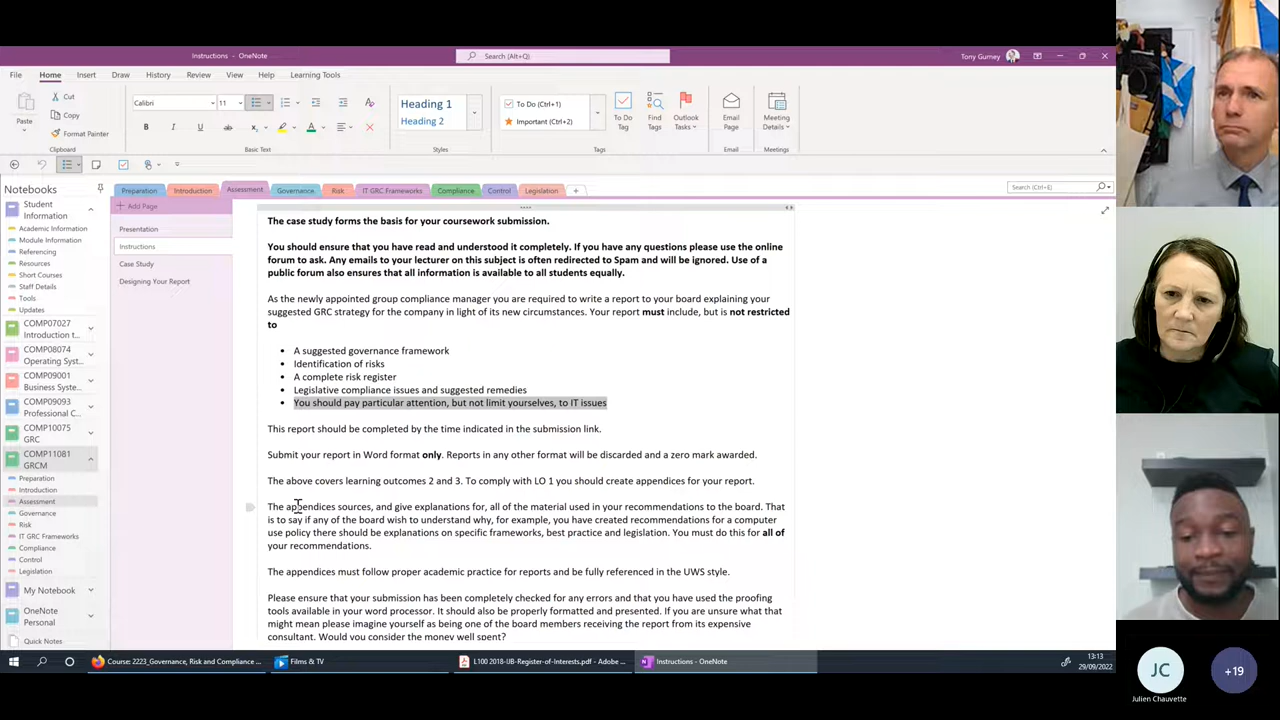 Instructions - OneNote
Search (Alt+Q)
Tony Gurney
File Home Insert Draw History Review View Help Learning Tools
Paste
Cut
Copy
Format Painter
Clipboard
Calibri 11
Basic Text
Heading 1
Heading 2
Styles
To Do (Ctrl+1)
Important (Ctrl+2)
To Do
Tag
Find
Tags
Outlook
Tasks
Tags
Email
Page
Email
Meeting
Details
Meetings
Notebooks
Preparation Introduction Assessment Governance Risk IT GRC Frameworks Compliance Control Legislation +
Search (Ctrl+E)
Student
Information
Academic Information
Module Information
Referencing
Resources
Short Courses
Staff Details
Tools
Updates
COMP07027
Introduction t...
COMP08074
Operating Syst...
COMP09001
Business Syste...
COMP09093
Professional C...
COMP10075
GRC
COMP11081
GRCM
Preparation
Introduction
Assessment
Governance
Risk
IT GRC Frameworks
Compliance
Control
Legislation
My Notebook
OneNote
Personal
Quick Notes
Add Page
Presentation
Instructions
Case Study
Designing Your Report
The case study forms the basis for your coursework submission.
You should ensure that you have read and understood it completely. If you have any questions please use the online
forum to ask. Any emails to your lecturer on this subject is often redirected to Spam and will be ignored. Use of a
public forum also ensures that all information is available to all students equally.
As the newly appointed group compliance manager you are required to write a report to your board explaining your
suggested GRC strategy for the company in light of its new circumstances. Your report must include, but is not restricted
to
• A suggested governance framework
• Identification of risks
• A complete risk register
• Legislative compliance issues and suggested remedies
• You should pay particular attention, but not limit yourselves, to IT issues
This report should be completed by the time indicated in the submission link.
Submit your report in Word format only. Reports in any other format will be discarded and a zero mark awarded.
The above covers learning outcomes 2 and 3. To comply with LO 1 you should create appendices for your report.
The appendices sources, and give explanations for, all of the material used in your recommendations to the board. That
is to say if any of the board wish to understand why, for example, you have created recommendations for a computer
use policy there should be explanations on specific frameworks, best practice and legislation. You must do this for all of
your recommendations.
The appendices must follow proper academic practice for reports and be fully referenced in the UWS style.
Please ensure that your submission has been completely checked for any errors and that you have used the proofing
tools available in your word processor. It should also be properly formatted and presented. If you are unsure what that
might mean please imagine yourself as being one of the board members receiving the report from its expensive
consultant. Would you consider the money well spent?
Course: 2223_Governance, Risk and Compliance ...
Films & TV
L100 2018-IJB-Register-of-Interests.pdf - Adobe ...
Instructions - OneNote
13:13
29/09/2022
JC
Julien Chauvette
+19